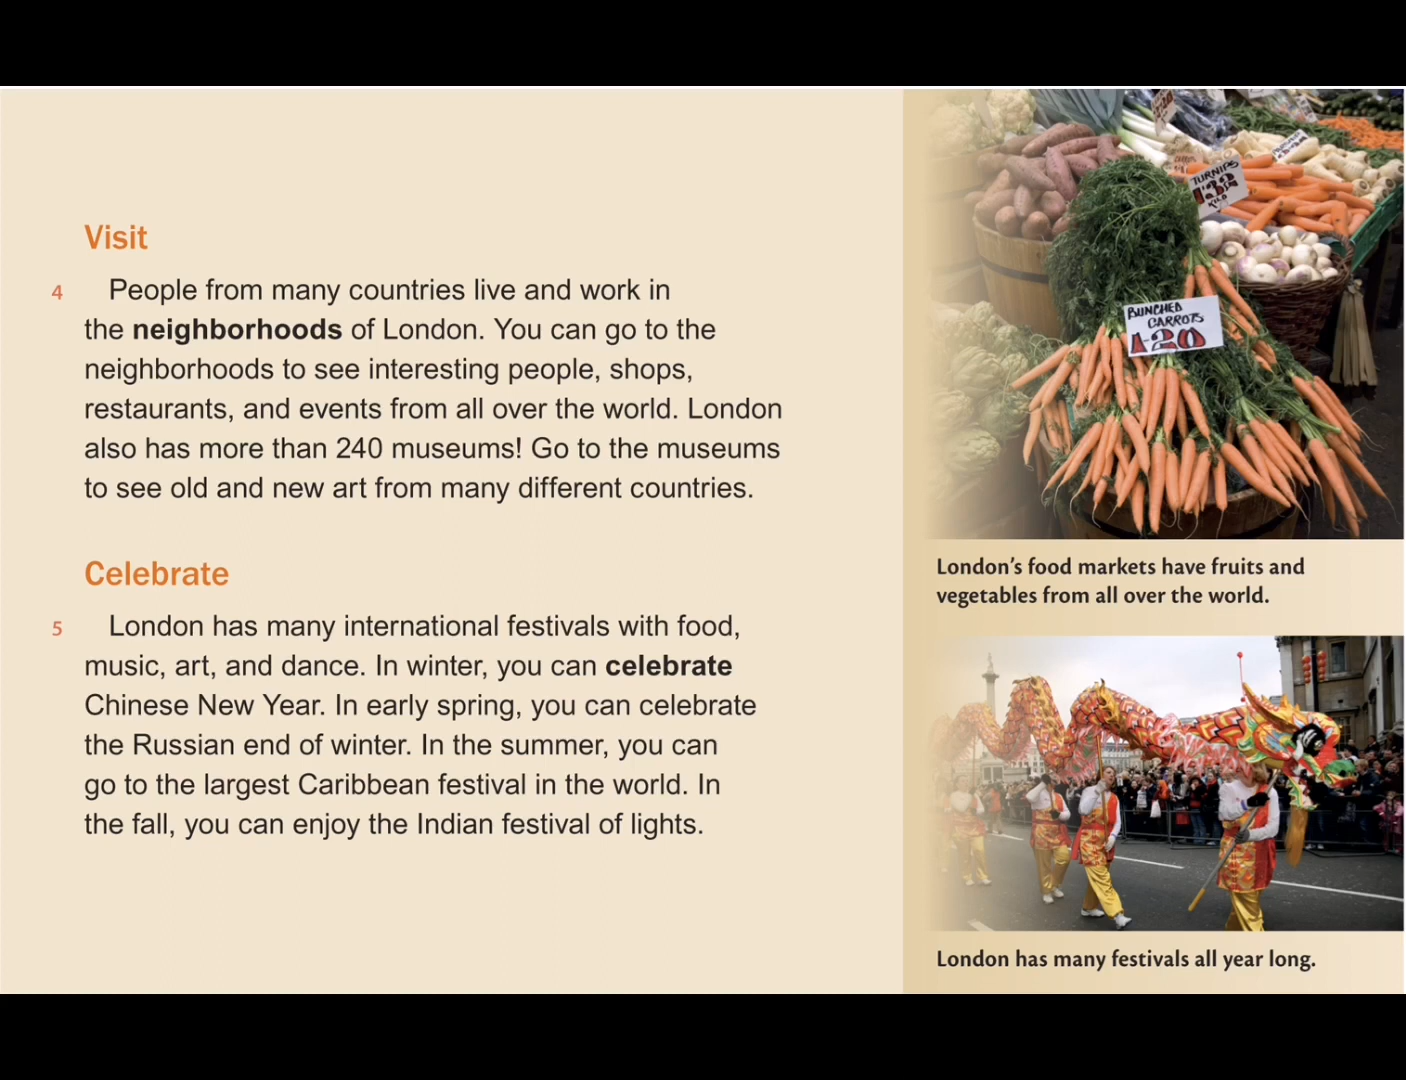 Visit
4 People from many countries live and work in
the neighborhoods of London. You can go to the
neighborhoods to see interesting people, shops,
restaurants, and events from all over the world. London
also has more than 240 museums! Go to the museums
to see old and new art from many different countries.
Celebrate
5 London has many international festivals with food,
music, art, and dance. In winter, you can celebrate
Chinese New Year. In early spring, you can celebrate
the Russian end of winter. In the summer, you can
go to the largest Caribbean festival in the world. In
the fall, you can enjoy the Indian festival of lights.
TURNIPS
1.32
KILO
BUNCHED
CARROTS
1-20
London's food markets have fruits and
vegetables from all over the world.
London has many festivals all year long.